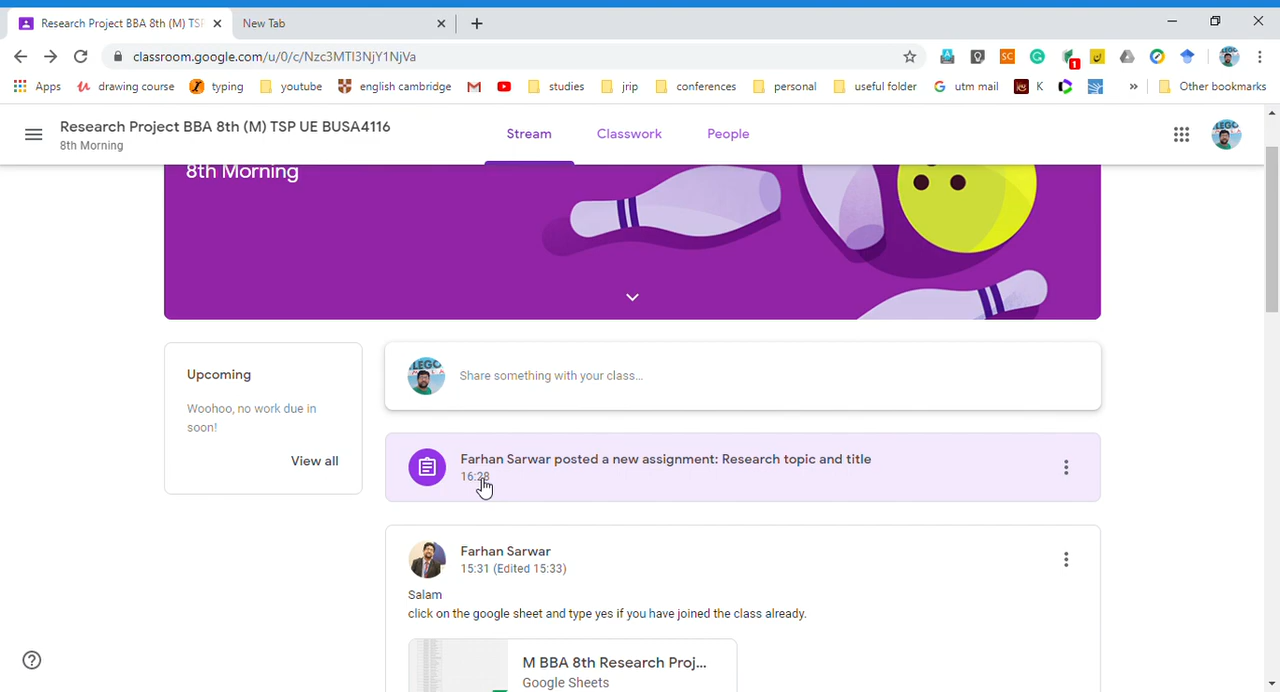 Research Project BBA 8th (M) TSP
New Tab
classroom.google.com/u/0/c/Nzc3MTI3NjY1NjVa
SC
1
Apps drawing course typing youtube english cambridge studies jrip conferences personal useful folder utm mail K » Other bookmarks
Research Project BBA 8th (M) TSP UE BUSA4116
8th Morning
Stream Classwork People
8th Morning
Upcoming
Woohoo, no work due in
soon!
View all
Share something with your class...
Farhan Sarwar posted a new assignment: Research topic and title
16:28
Farhan Sarwar
15:31 (Edited 15:33)
Salam
click on the google sheet and type yes if you have joined the class already.
M BBA 8th Research Proj...
Google Sheets